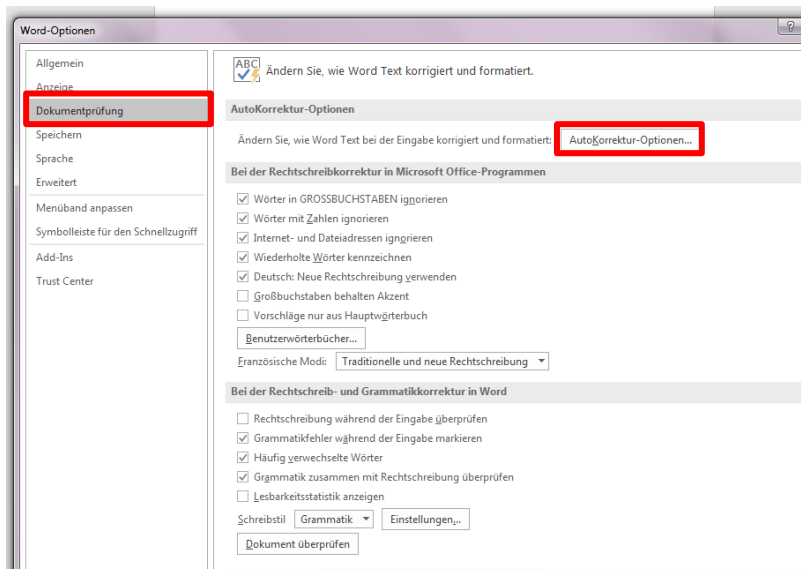 Word-Optionen
?
Allgemein
Anzeige
Dokumentprüfung
Speichern
Sprache
Erweitert
Menüband anpassen
Symbolleiste für den Schnellzugriff
Add-Ins
Trust Center
ABC
Ändern Sie, wie Word Text korrigiert und formatiert.
AutoKorrektur-Optionen
Ändern Sie, wie Word Text bei der Eingabe korrigiert und formatiert: AutoKorrektur-Optionen...
Bei der Rechtschreibkorrektur in Microsoft Office-Programmen
Wörter in GROSSBUCHSTABEN ignorieren
Wörter mit Zahlen ignorieren
Internet- und Dateiadressen ignorieren
Wiederholte Wörter kennzeichnen
Deutsch: Neue Rechtschreibung verwenden
Großbuchstaben behalten Akzent
Vorschläge nur aus Hauptwörterbuch
Benutzerwörterbücher...
Französische Modi: Traditionelle und neue Rechtschreibung
Bei der Rechtschreib- und Grammatikkorrektur in Word
Rechtschreibung während der Eingabe überprüfen
Grammatikfehler während der Eingabe markieren
Häufig verwechselte Wörter
Grammatik zusammen mit Rechtschreibung überprüfen
Lesbarkeitsstatistik anzeigen
Schreibstil Grammatik Einstellungen...
Dokument überprüfen